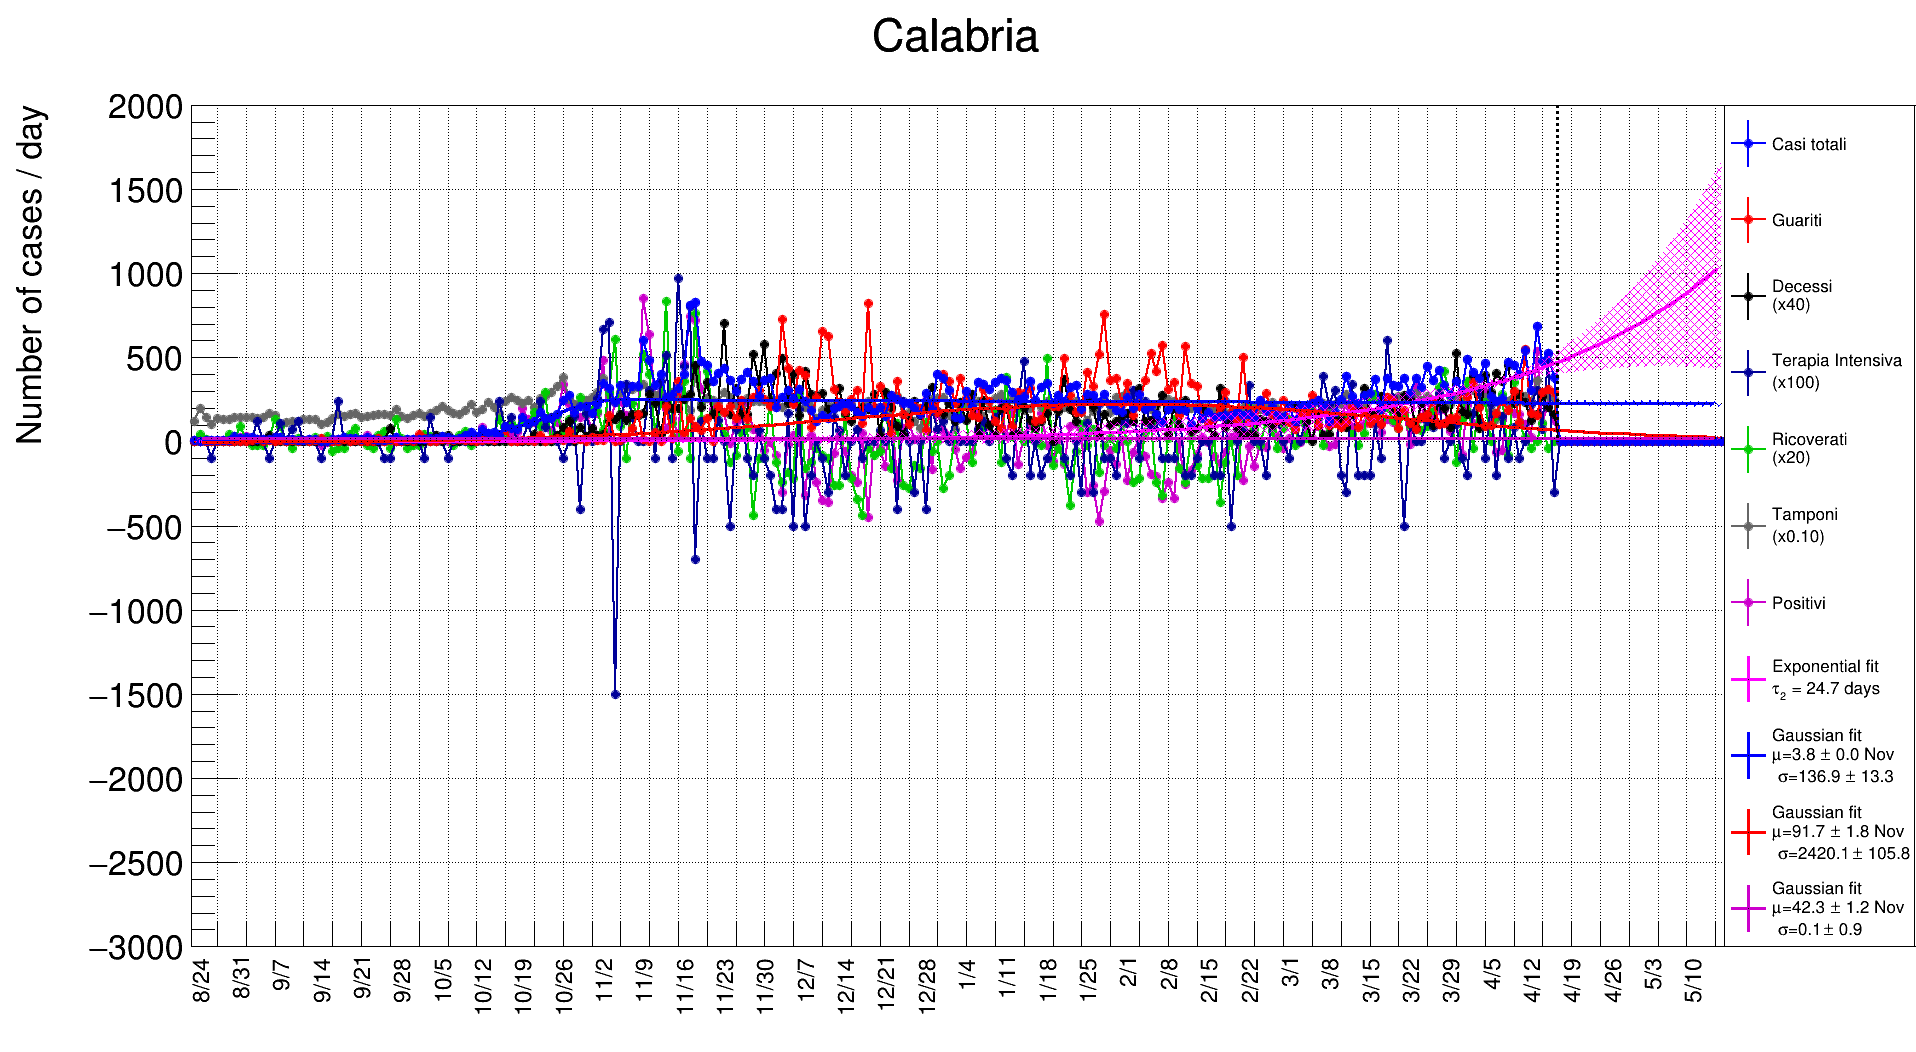 Calabria
Number of cases / day
2000
1500
1000
500
0
−500
−1000
−1500
−2000
−2500
−3000
8/24
8/31
9/7
9/14
9/21
9/28
10/5
10/12
10/19
10/26
11/2
11/9
11/16
11/23
11/30
12/7
12/14
12/21
12/28
1/4
1/11
1/18
1/25
2/1
2/8
2/15
2/22
3/1
3/8
3/15
3/22
3/29
4/5
4/12
4/19
4/26
5/3
5/10
Casi totali
Guariti
Decessi
(x40)
Terapia Intensiva
(x100)
Ricoverati
(x20)
Tamponi
(x0.10)
Positivi
Exponential fit
τ₂ = 24.7 days
Gaussian fit
μ=3.8 ± 0.0 Nov
σ=136.9 ± 13.3
Gaussian fit
μ=91.7 ± 1.8 Nov
σ=2420.1 ± 105.8
Gaussian fit
μ=42.3 ± 1.2 Nov
σ=0.1 ± 0.9